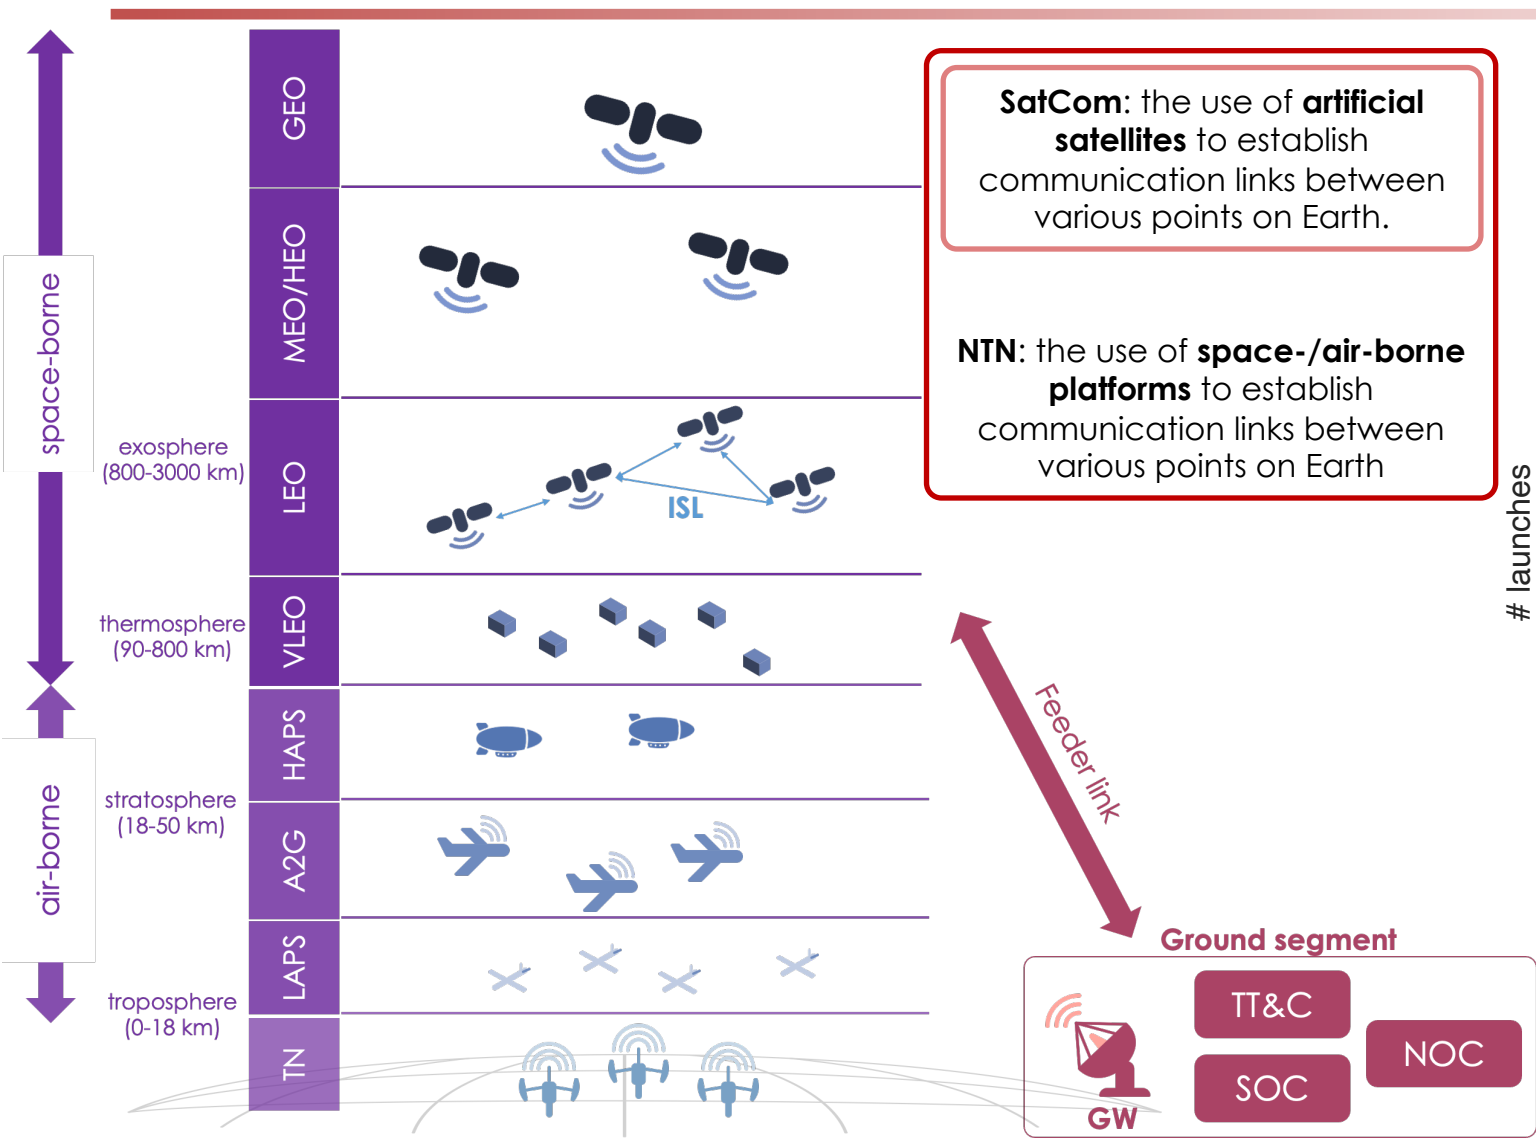 GEO
MEO/HEO
LEO
VLEO
HAPS
A2G
LAPS
TN
space-borne
air-borne
exosphere
(800-3000 km)
thermosphere
(90-800 km)
stratosphere
(18-50 km)
troposphere
(0-18 km)
ISL
SatCom: the use of artificial
satellites to establish
communication links between
various points on Earth.
NTN: the use of space-/air-borne
platforms to establish
communication links between
various points on Earth
# launches
Feeder link
Ground segment
TT&C
SOC
NOC
GW